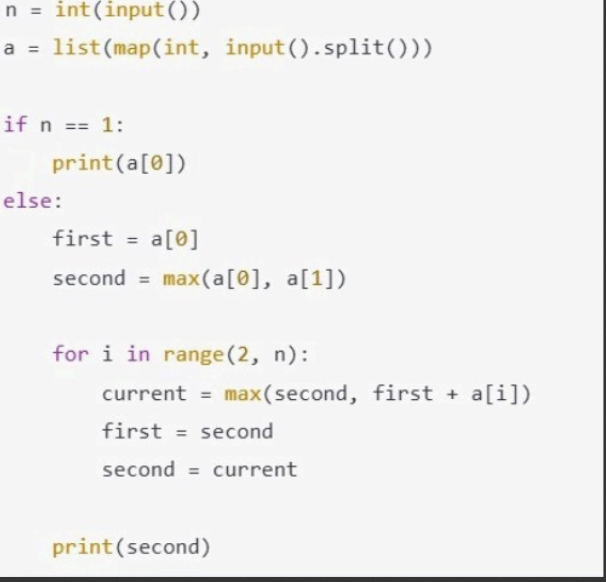 n = int(input())
a = list(map(int, input().split()))
if n == 1:
    print(a[0])
else:
    first = a[0]
    second = max(a[0], a[1])
    for i in range(2, n):
        current = max(second, first + a[i])
        first = second
        second = current
    print(second)